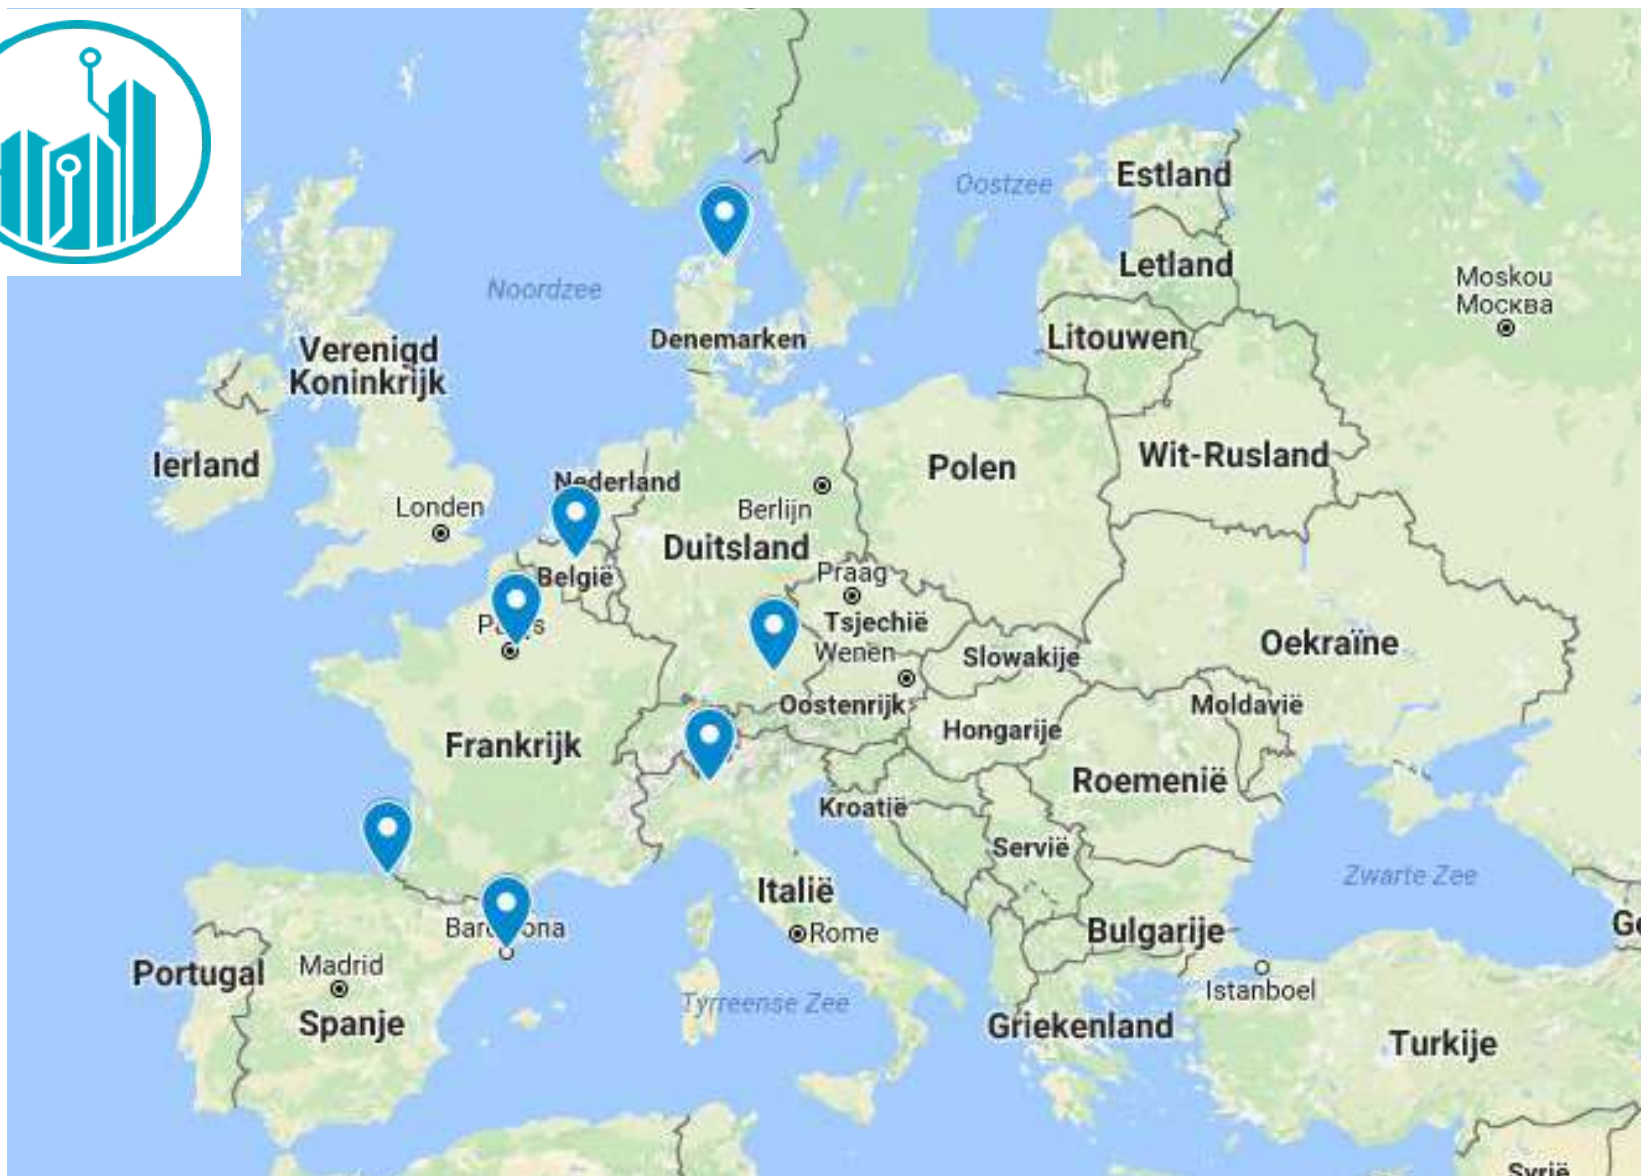 Estland
Oostzee
Letland
Moskou
Москва
Noordzee
Denemarken
Litouwen
Verenigd
Koninkrijk
Ierland
Nederland
Polen
Wit-Rusland
Londen
Berlijn
Duitsland
België
Praag
Tsjechië
Wenen
Slowakije
Oekraïne
Oostenrijk
Moldavië
Hongarije
Frankrijk
Roemenië
Kroatië
Servië
Zwarte Zee
Italië
Rome
Bulgarije
Portugal
Madrid
Istanboel
Spanje
Tyrreense Zee
Griekenland
Turkije